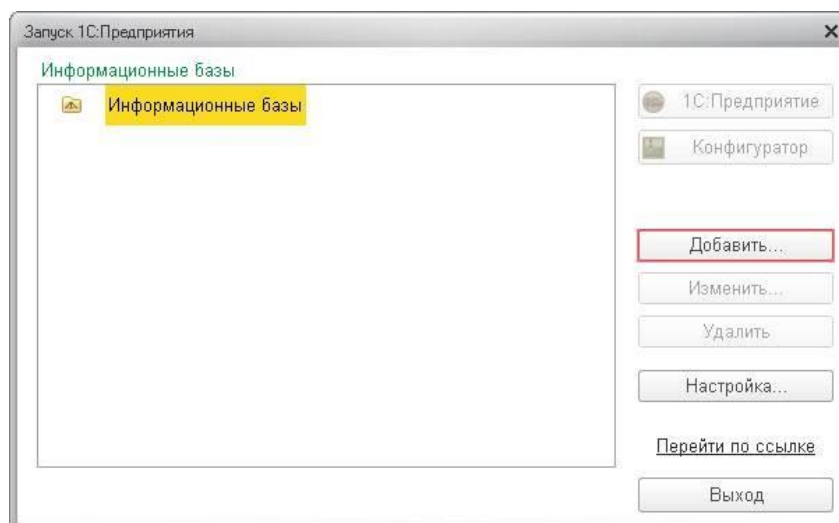 Запуск 1С:Предприятия
Информационные базы
Информационные базы
1С:Предприятие
Конфигуратор
Добавить...
Изменить...
Удалить
Настройка...
Перейти по ссылке
Выход